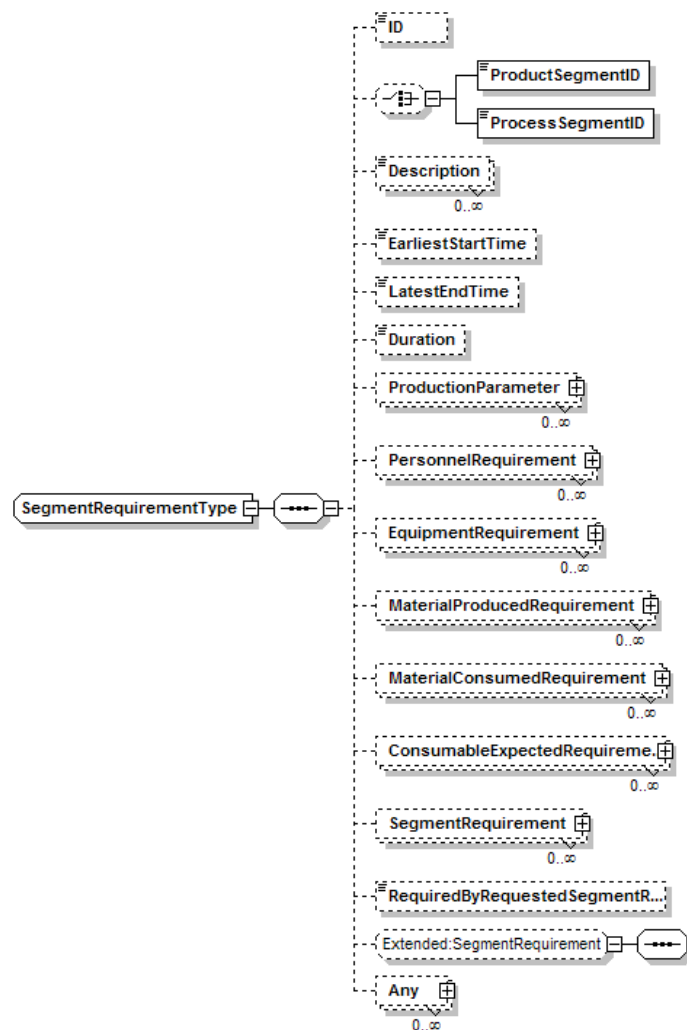 ID
ProductSegmentID
ProcessSegmentID
Description
0..∞
EarliestStartTime
LatestEndTime
Duration
ProductionParameter
0..∞
PersonnelRequirement
0..∞
SegmentRequirementType
EquipmentRequirement
0..∞
MaterialProducedRequirement
0..∞
MaterialConsumedRequirement
0..∞
ConsumableExpectedRequireme..
0..∞
SegmentRequirement
0..∞
RequiredByRequestedSegmentR...
Extended:SegmentRequirement
Any
0..∞